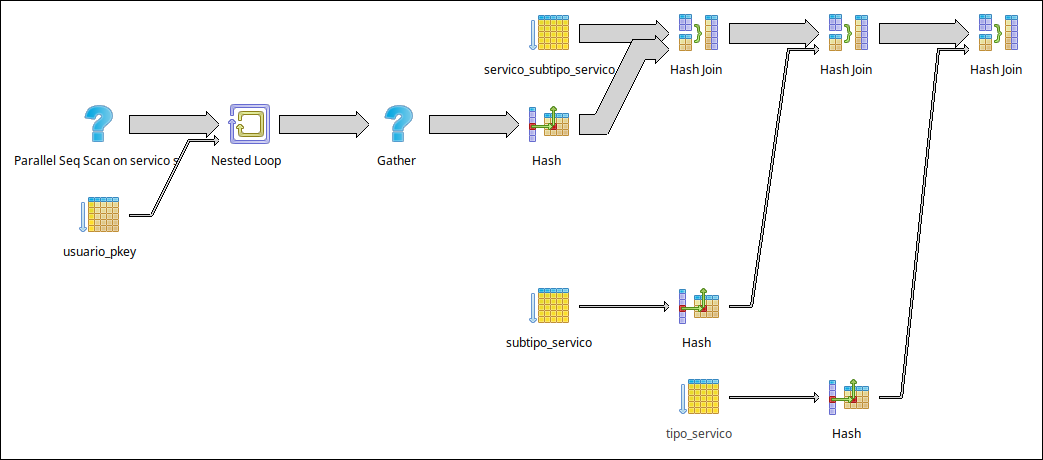 servico_subtipo_servico
Hash Join
Hash Join
Hash Join
Parallel Seq Scan on servico s
Nested Loop
Gather
Hash
usuario_pkey
subtipo_servico
Hash
tipo_servico
Hash